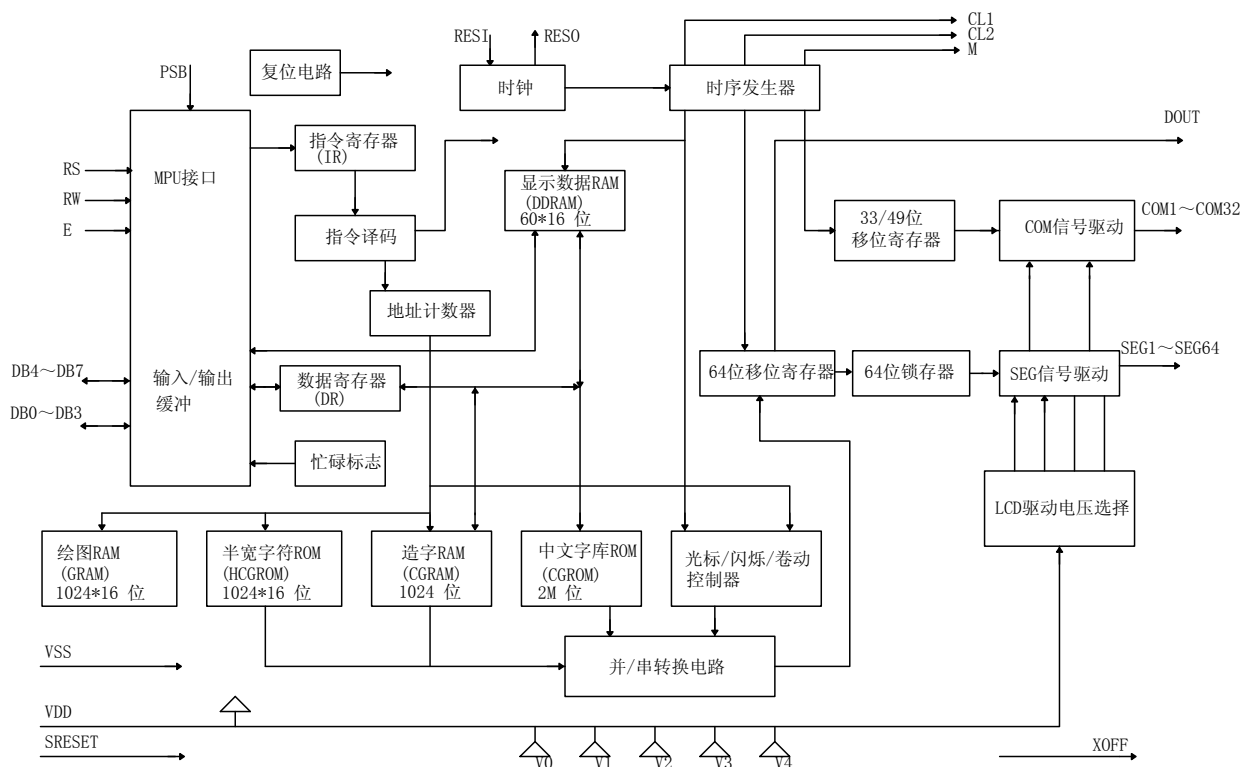 CL1
CL2
M
RESI
RESO
PSB
复位电路
时钟
时序发生器
DOUT
指令寄存器
(IR)
RS
RW
E
MPU接口
显示数据RAM
(DDRAM)
60*16 位
指令译码
33/49位
移位寄存器
COM信号驱动
COM1～COM32
地址计数器
SEG1～SEG64
DB4～DB7
DB0～DB3
输入/输出
缓冲
数据寄存器
(DR)
64位移位寄存器
64位锁存器
SEG信号驱动
忙碌标志
LCD驱动电压选择
绘图RAM
(GRAM)
1024*16 位
半宽字符ROM
(HCGROM)
1024*16 位
造字RAM
(CGRAM)
1024 位
中文字库ROM
(CGROM)
2M 位
光标/闪烁/卷动
控制器
并/串转换电路
VSS
VDD
SRESET
V0
V1
V2
V3
V4
XOFF